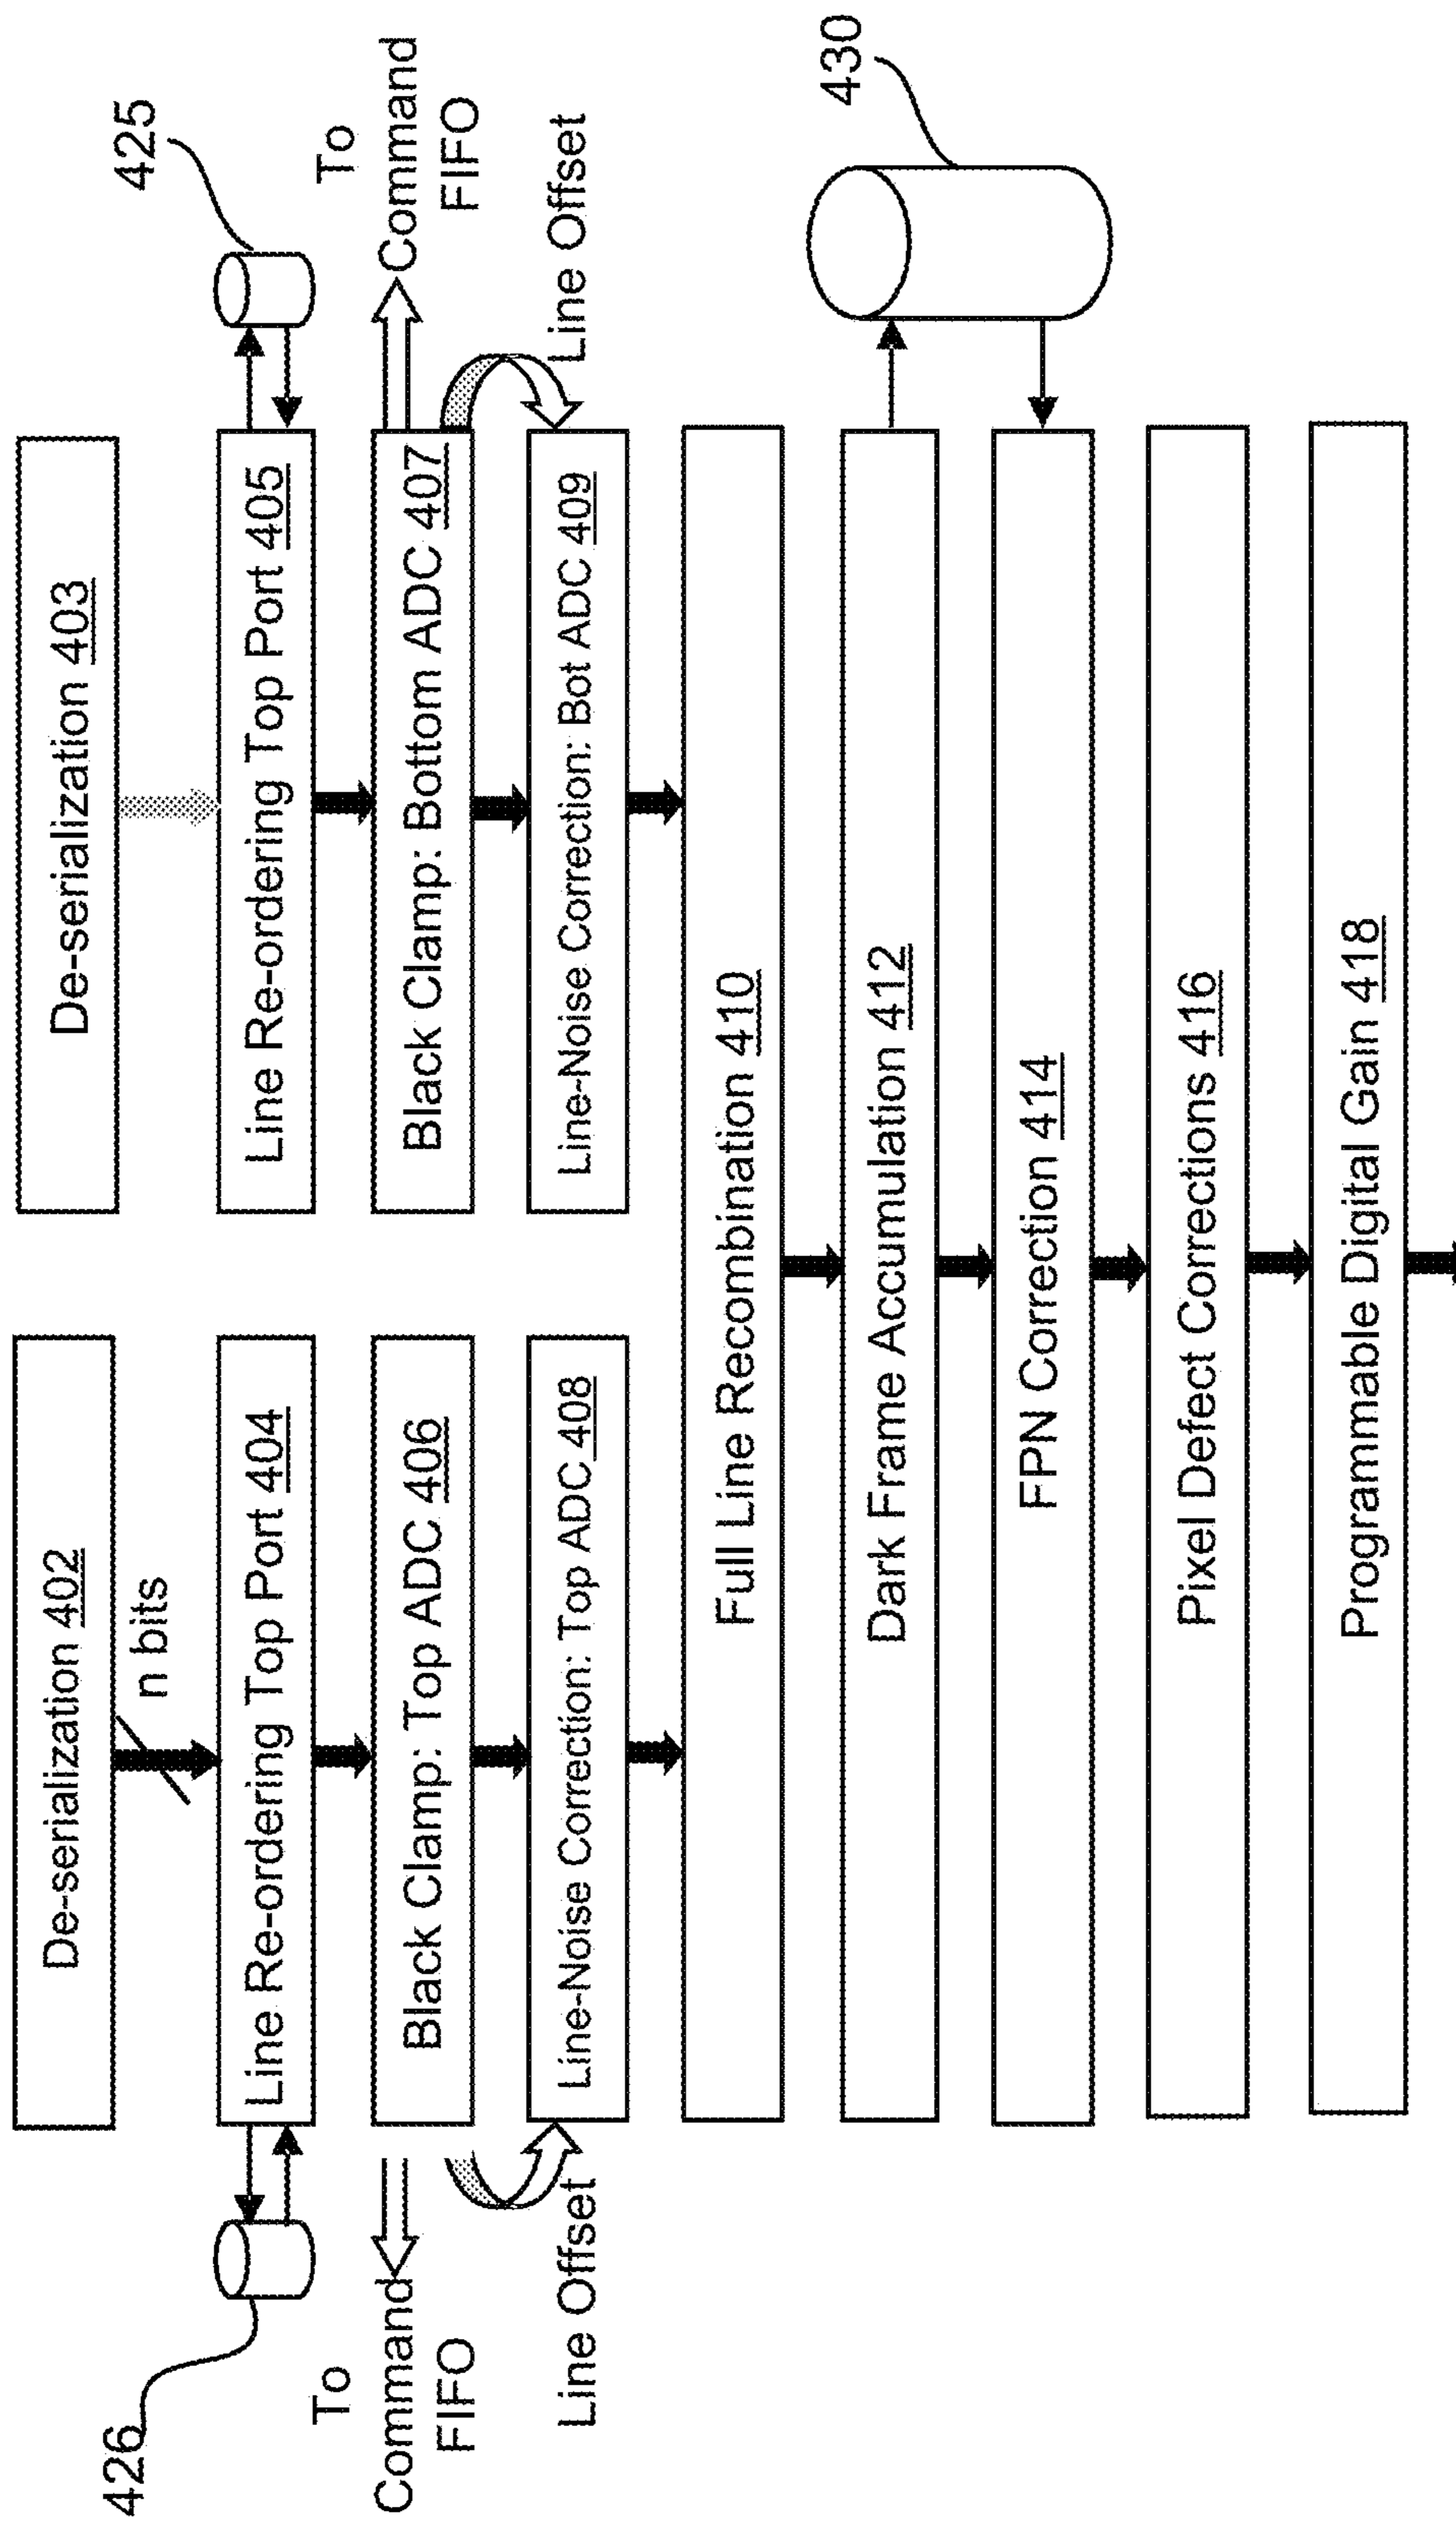 De-serialization 402
De-serialization 403
n bits
426
425
Line Re-ordering Top Port 404
Line Re-ordering Top Port 405
To
Command
FIFO
Black Clamp: Top ADC 406
Black Clamp: Bottom ADC 407
To
Command
FIFO
Line Offset
Line-Noise Correction: Top ADC 408
Line-Noise Correction: Bot ADC 409
Line Offset
Full Line Recombination 410
Dark Frame Accumulation 412
430
FPN Correction 414
Pixel Defect Corrections 416
Programmable Digital Gain 418